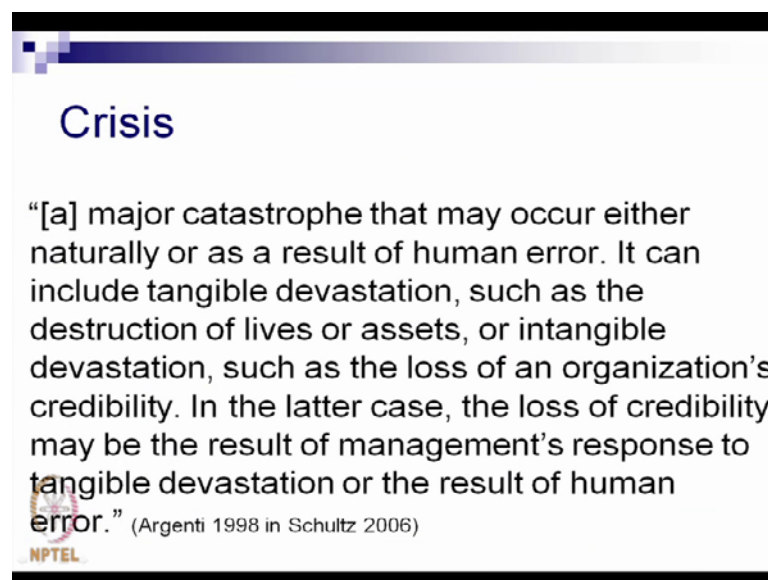 Crisis
“[a] major catastrophe that may occur either
naturally or as a result of human error. It can
include tangible devastation, such as the
destruction of lives or assets, or intangible
devastation, such as the loss of an organization’s
credibility. In the latter case, the loss of credibility
may be the result of management’s response to
tangible devastation or the result of human
error.” (Argenti 1998 in Schultz 2006)
NPTEL